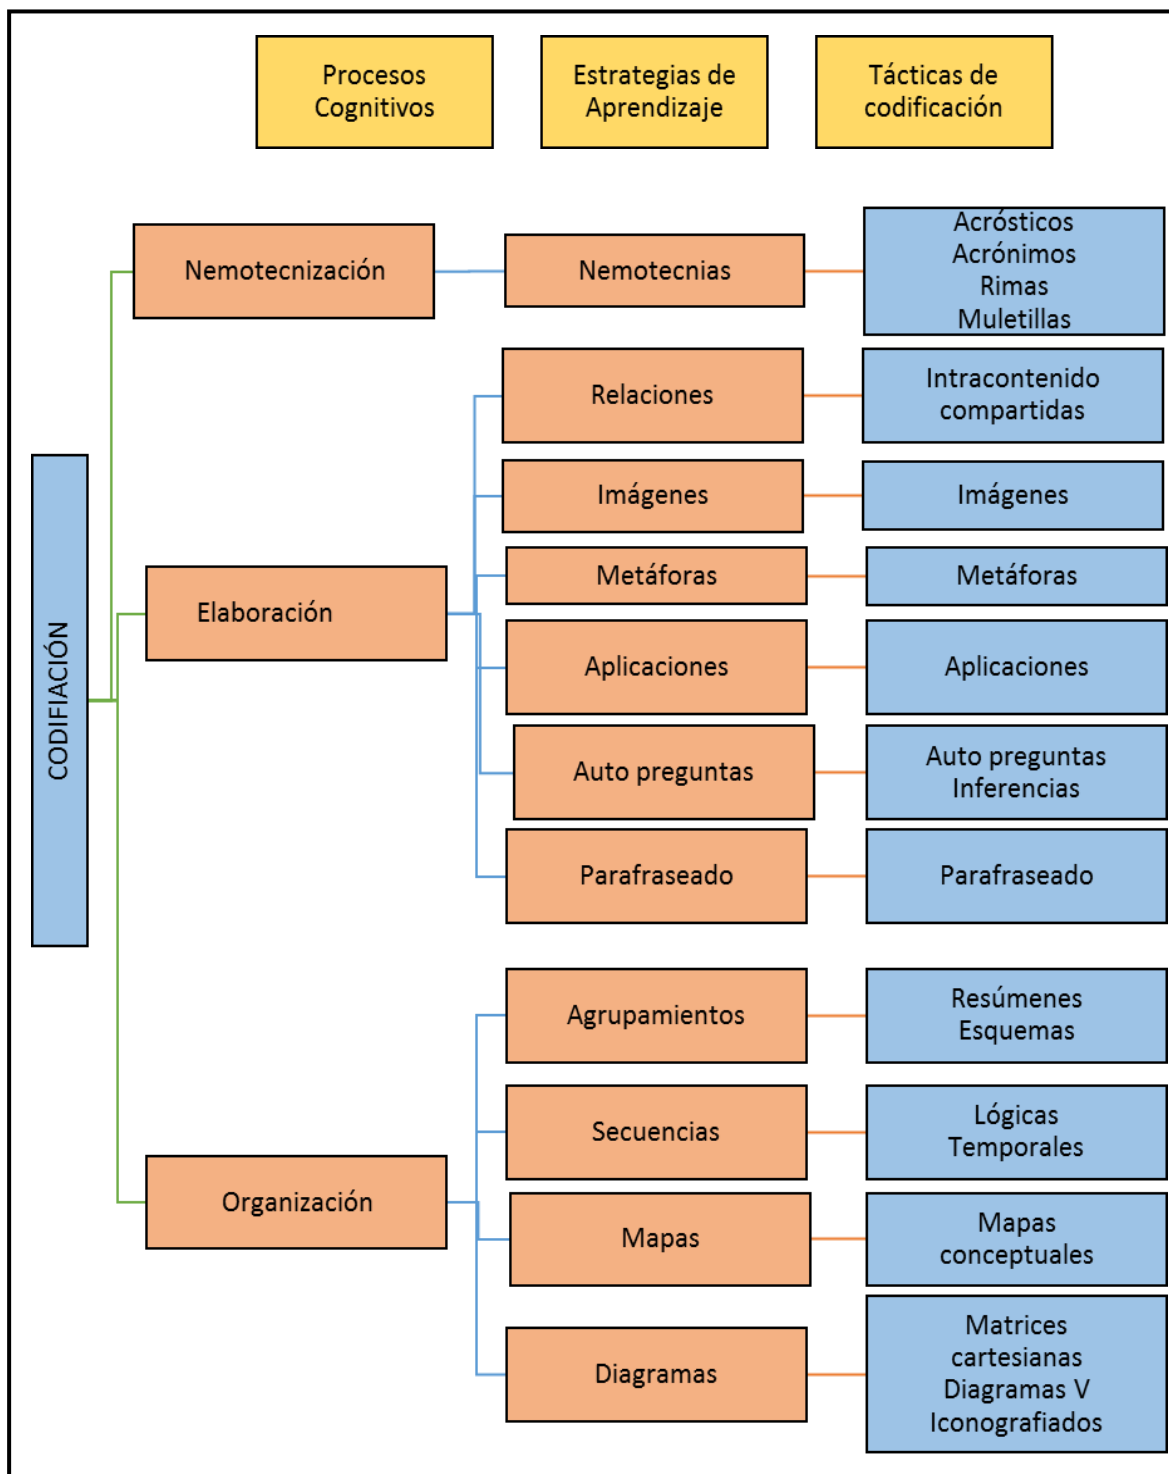 Procesos
Cognitivos
Estrategias de
Aprendizaje
Tácticas de
codificación
CODIFIACIÓN
Nemotecnización
Nemotecnias
Acrósticos
Acrónimos
Rimas
Muletillas
Elaboración
Relaciones
Intracontenido
compartidas
Imágenes
Imágenes
Metáforas
Metáforas
Aplicaciones
Aplicaciones
Auto preguntas
Auto preguntas
Inferencias
Parafraseado
Parafraseado
Organización
Agrupamientos
Resúmenes
Esquemas
Secuencias
Lógicas
Temporales
Mapas
Mapas
conceptuales
Diagramas
Matrices
cartesianas
Diagramas V
Iconografiados